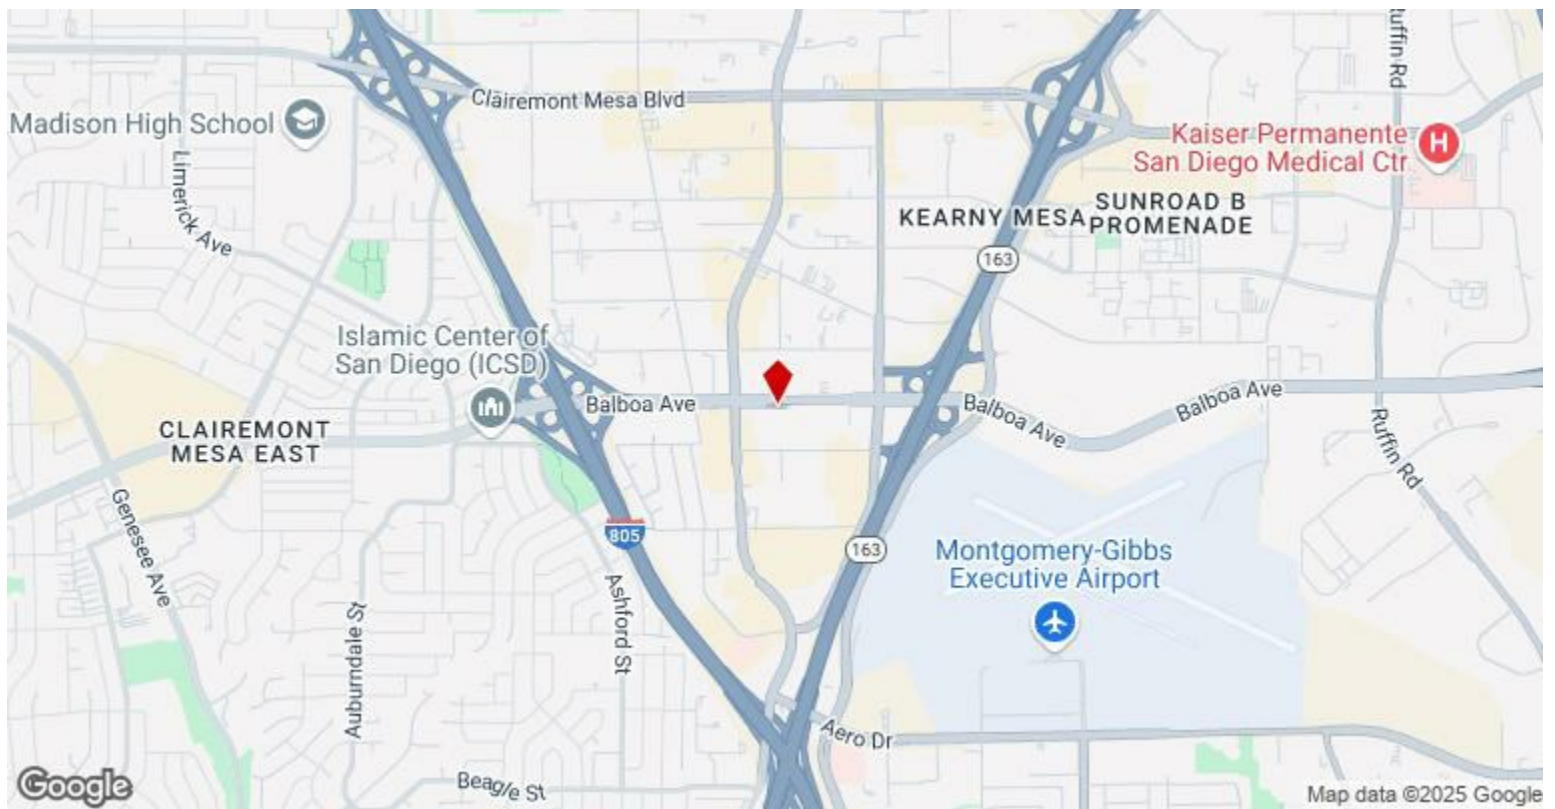 Ruffin Rd
Clairemont Mesa Blvd
Madison High School
Kaiser Permanente
San Diego Medical Ctr
H
Limerick Ave
KEARNY MESA
SUNROAD B
PROMENADE
163
Islamic Center of
San Diego (ICSD)
Balboa Ave
Balboa Ave
Balboa Ave
CLAIREMONT
MESA EAST
Ruffin Rd
Genesee Ave
805
163
Montgomery-Gibbs
Executive Airport
Ashford St
Auburndale St
Aero Dr
Beagle St
Google
Map data ©2025 Google